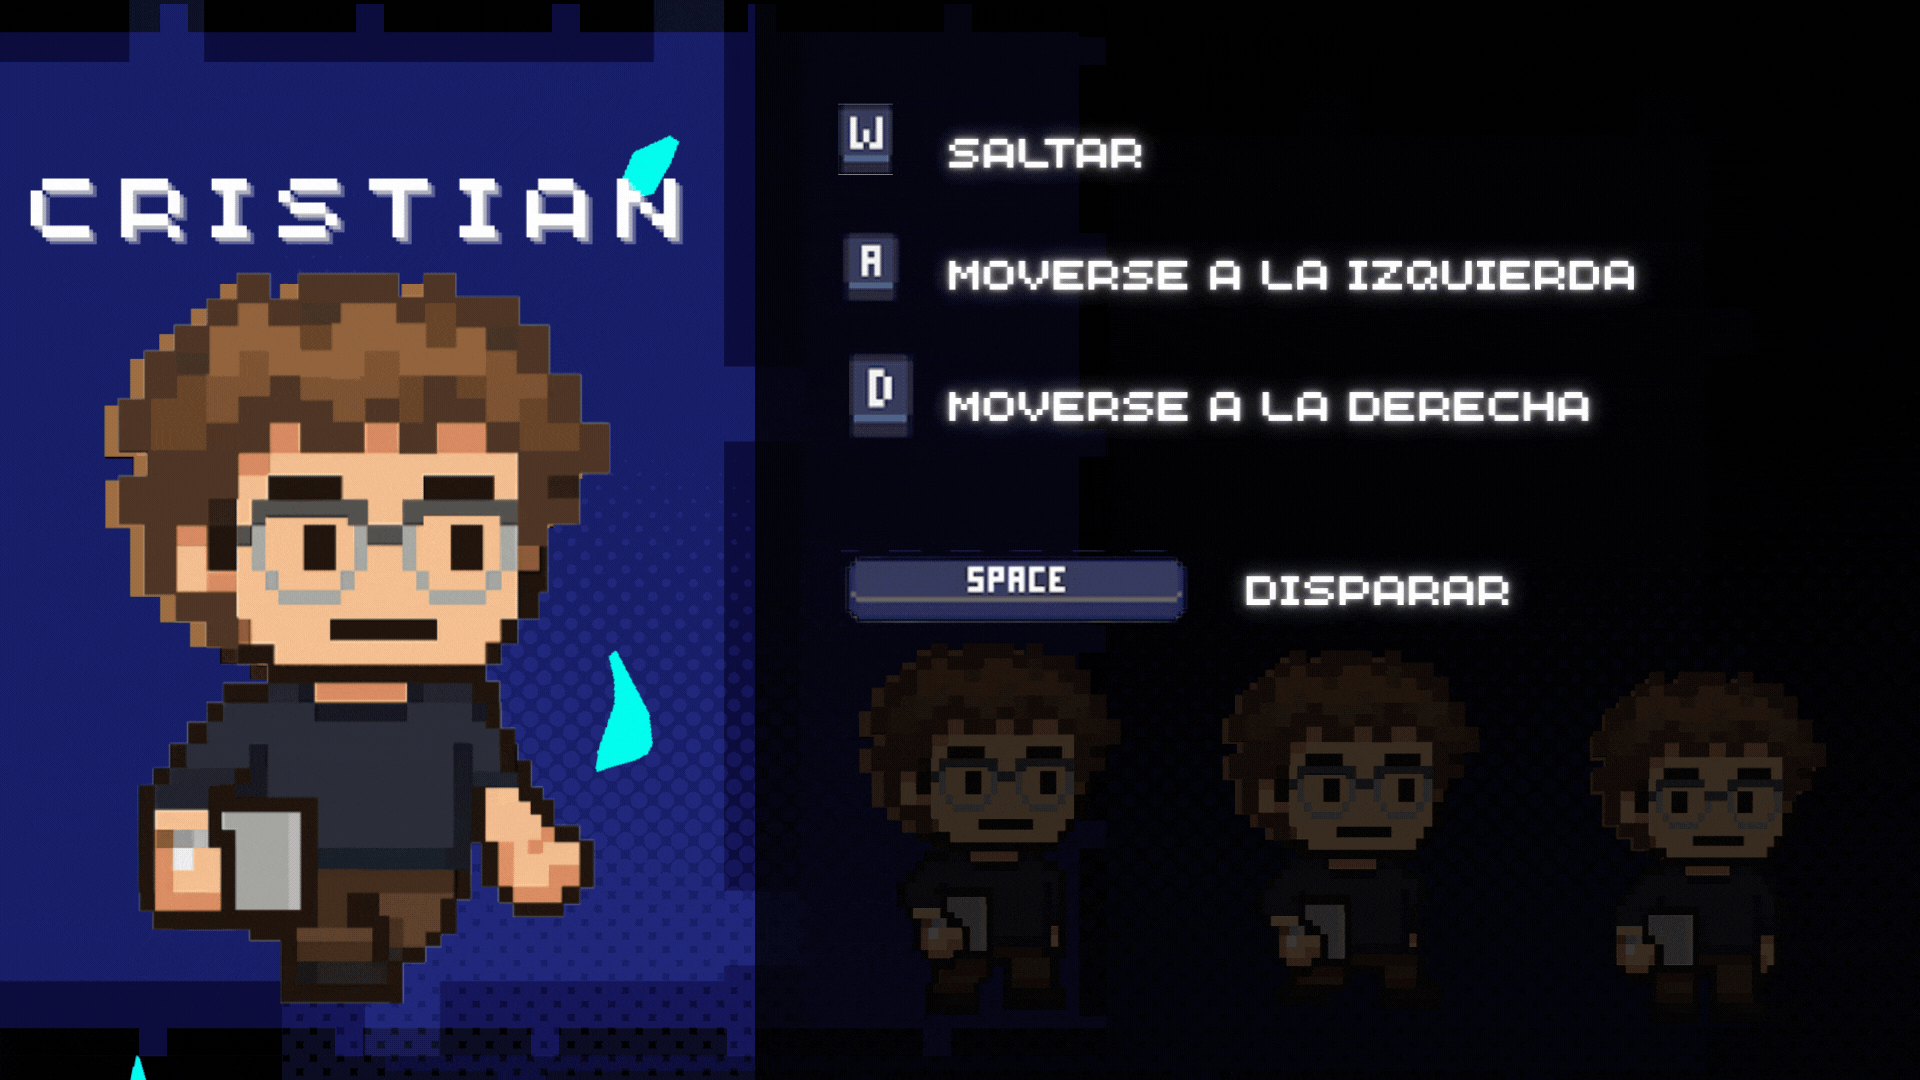 CRISTIAN
W SALTAR
A MOVERSE A LA IZQUIERDA
D MOVERSE A LA DERECHA
SPACE DISPARAR